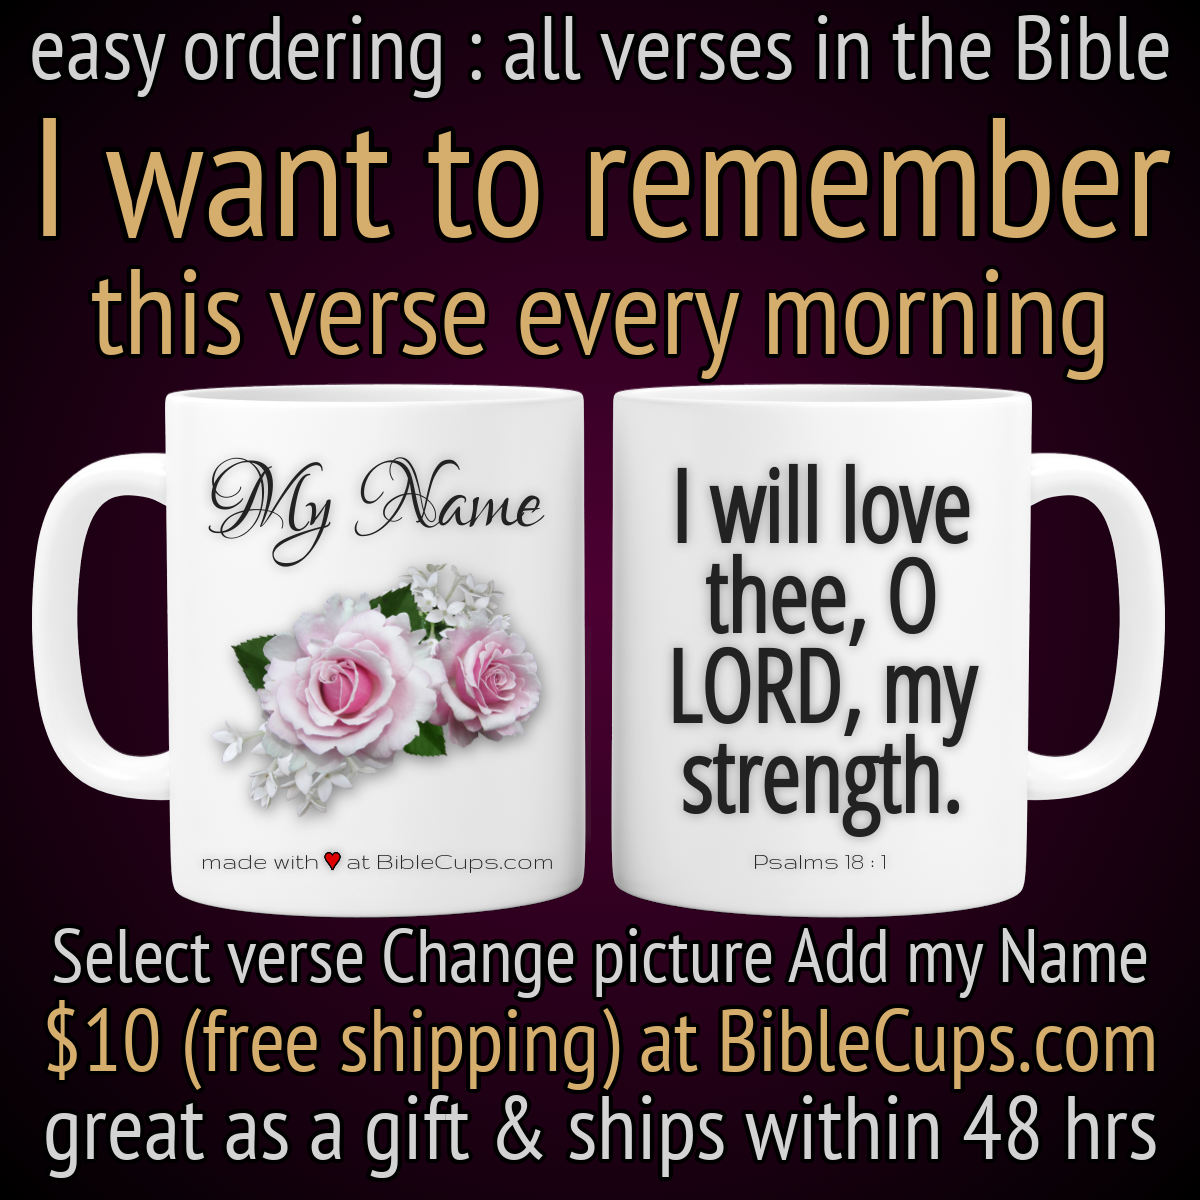 easy ordering : all verses in the Bible
I want to remember
this verse every morning
My Name
made with ♥ at BibleCups.com
I will love
thee, O
LORD, my
strength.
Psalms 18 : 1
Select verse Change picture Add my Name
$10 (free shipping) at BibleCups.com
great as a gift & ships within 48 hrs